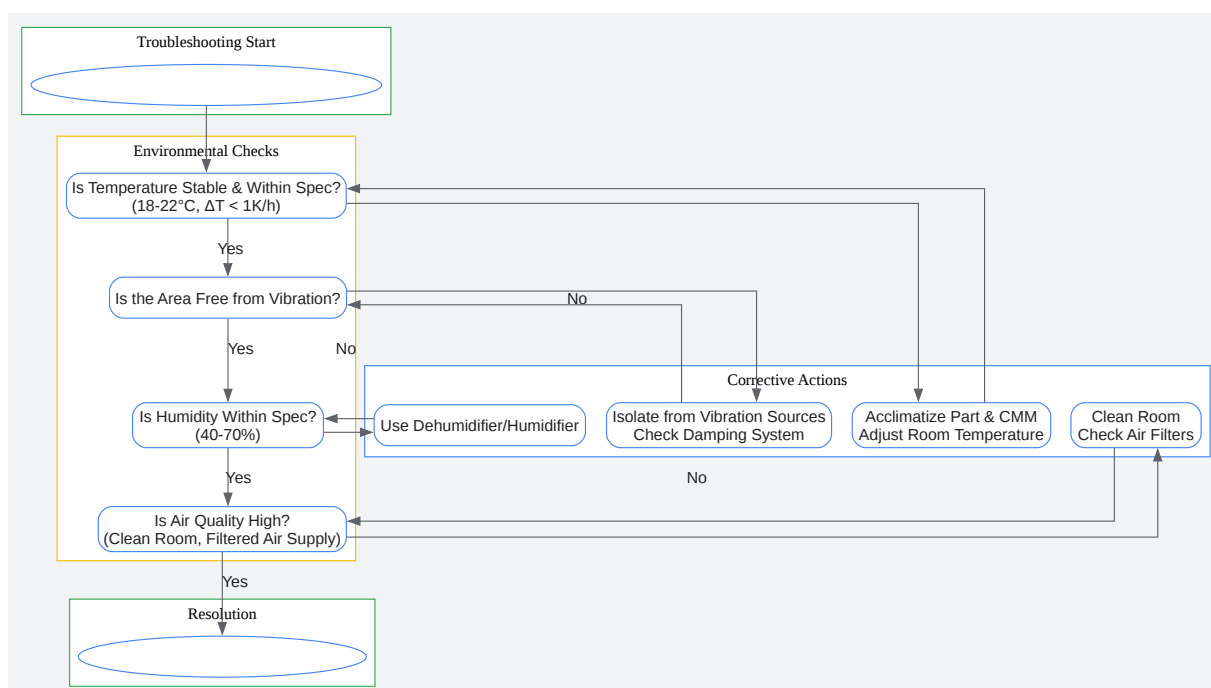 Troubleshooting Start
Environmental Checks
Is Temperature Stable & Within Spec?
(18-22°C, ΔT < 1K/h)
Yes
Is the Area Free from Vibration?
No
Yes
No
Corrective Actions
Is Humidity Within Spec?
(40-70%)
Use Dehumidifier/Humidifier
Isolate from Vibration Sources
Check Damping System
Acclimatize Part & CMM
Adjust Room Temperature
Clean Room
Check Air Filters
Yes
No
Is Air Quality High?
(Clean Room, Filtered Air Supply)
Yes
Resolution